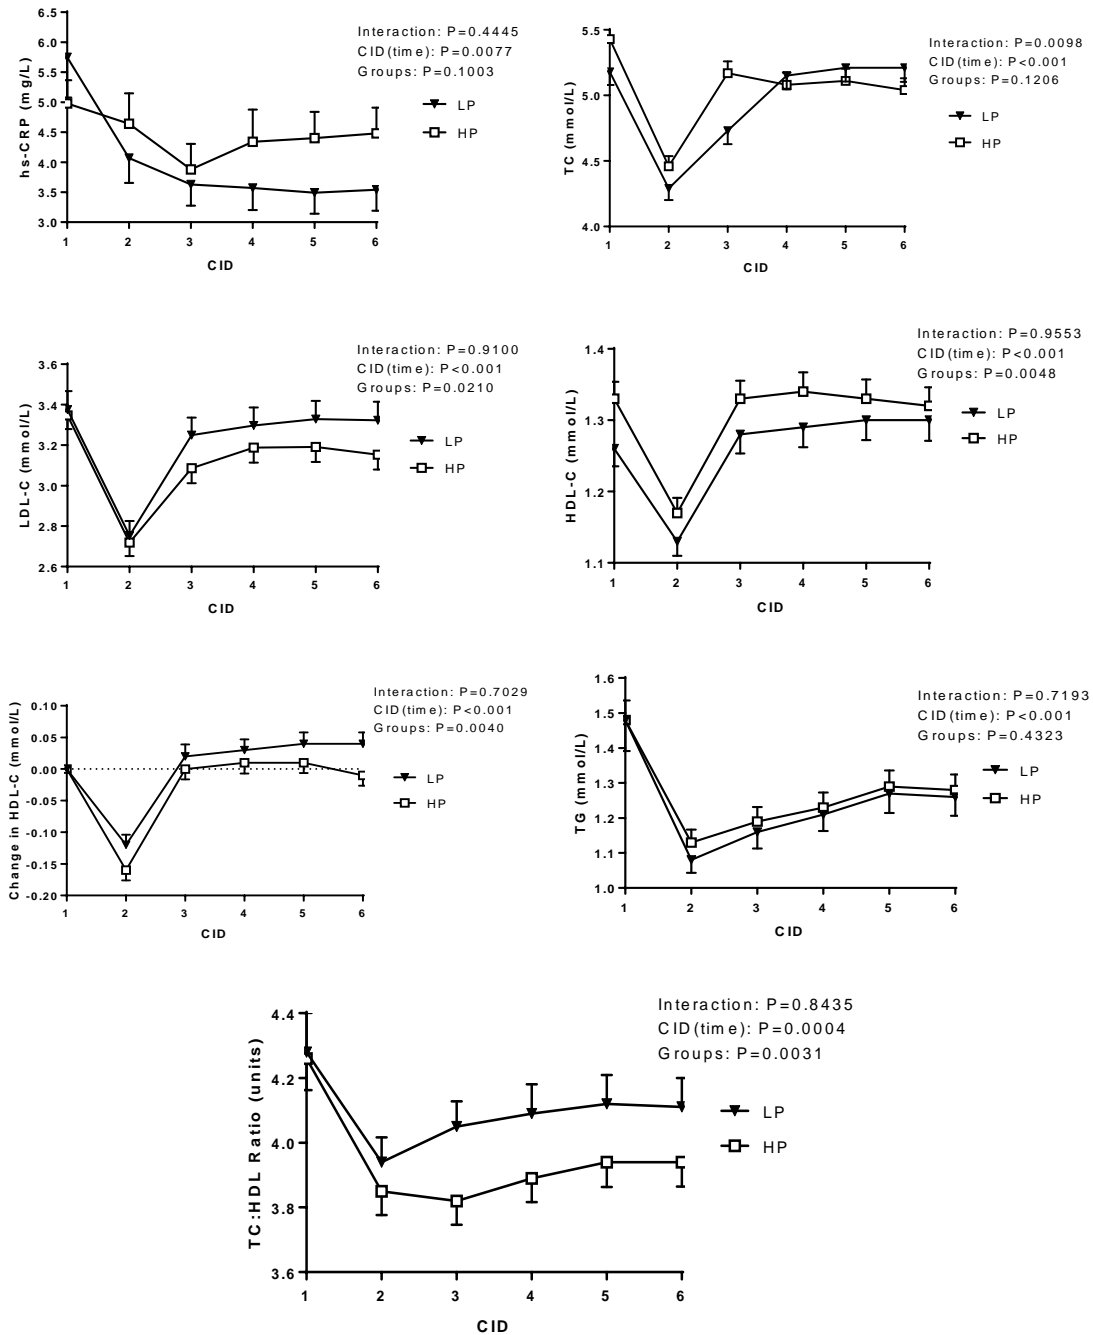 Interaction: P=0.4445
CID(time): P=0.0077
Groups: P=0.1003
LP
HP
hs-CRP (mg/L)
6.5
6.0
5.5
5.0
4.5
4.0
3.5
3.0
1 2 3 4 5 6
CID
Interaction: P=0.0098
CID(time): P<0.001
Groups: P=0.1206
LP
HP
TC (mmol/L)
5.5
5.0
4.5
4.0
1 2 3 4 5 6
CID
Interaction: P=0.9100
CID(time): P<0.001
Groups: P=0.0210
LP
HP
LDL-C (mmol/L)
3.6
3.4
3.2
3.0
2.8
2.6
1 2 3 4 5 6
CID
Interaction: P=0.9553
CID(time): P<0.001
Groups: P=0.0048
LP
HP
HDL-C (mmol/L)
1.4
1.3
1.2
1.1
1 2 3 4 5 6
CID
Interaction: P=0.7029
CID(time): P<0.001
Groups: P=0.0040
LP
HP
Change in HDL-C (mmol/L)
0.10
0.05
0.00
-0.05
-0.10
-0.15
-0.20
1 2 3 4 5 6
CID
Interaction: P=0.7193
CID(time): P<0.001
Groups: P=0.4323
LP
HP
TG (mmol/L)
1.6
1.5
1.4
1.3
1.2
1.1
1.0
1 2 3 4 5 6
CID
Interaction: P=0.8435
CID(time): P=0.0004
Groups: P=0.0031
LP
HP
TC:HDL Ratio (units)
4.4
4.2
4.0
3.8
3.6
1 2 3 4 5 6
CID